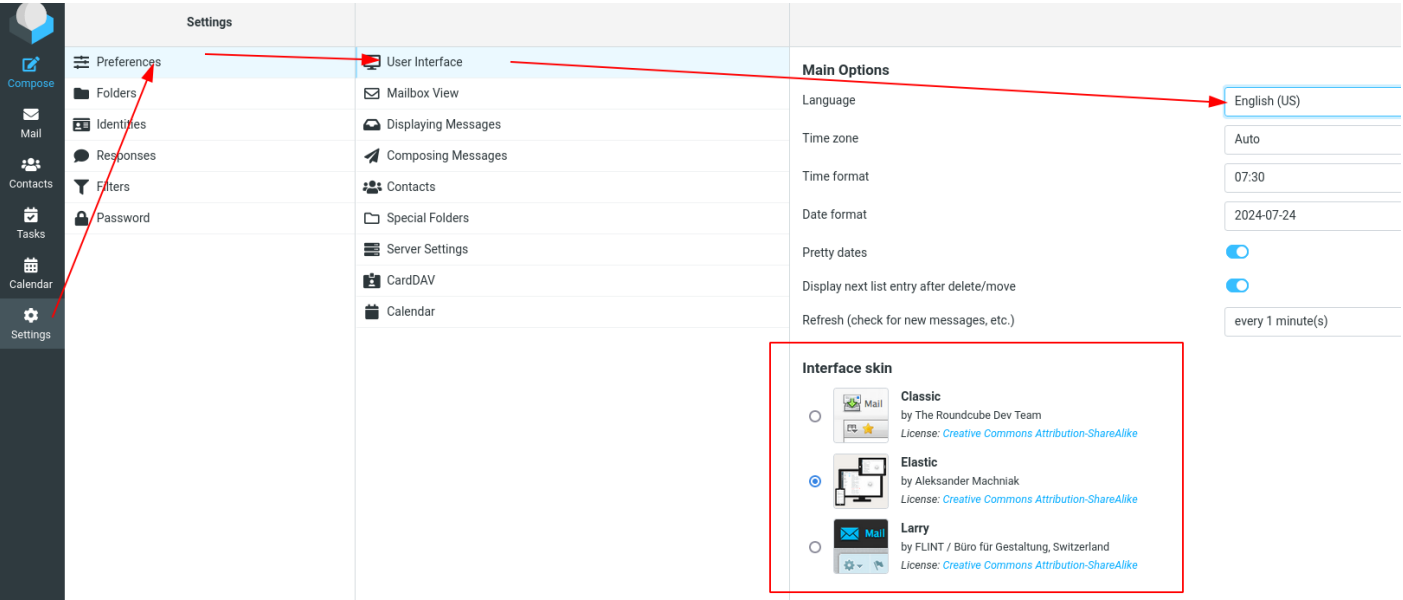 Settings
Compose
Mail
Contacts
Tasks
Calendar
Settings
Preferences
Folders
Identities
Responses
Filters
Password
User Interface
Mailbox View
Displaying Messages
Composing Messages
Contacts
Special Folders
Server Settings
CardDAV
Calendar
Main Options
Language
English (US)
Time zone
Auto
Time format
07:30
Date format
2024-07-24
Pretty dates
Display next list entry after delete/move
Refresh (check for new messages, etc.)
every 1 minute(s)
Interface skin
Mail
Classic
by The Roundcube Dev Team
License: Creative Commons Attribution-ShareAlike
Elastic
by Aleksander Machniak
License: Creative Commons Attribution-ShareAlike
Mail
Larry
by FLINT / Büro für Gestaltung, Switzerland
License: Creative Commons Attribution-ShareAlike